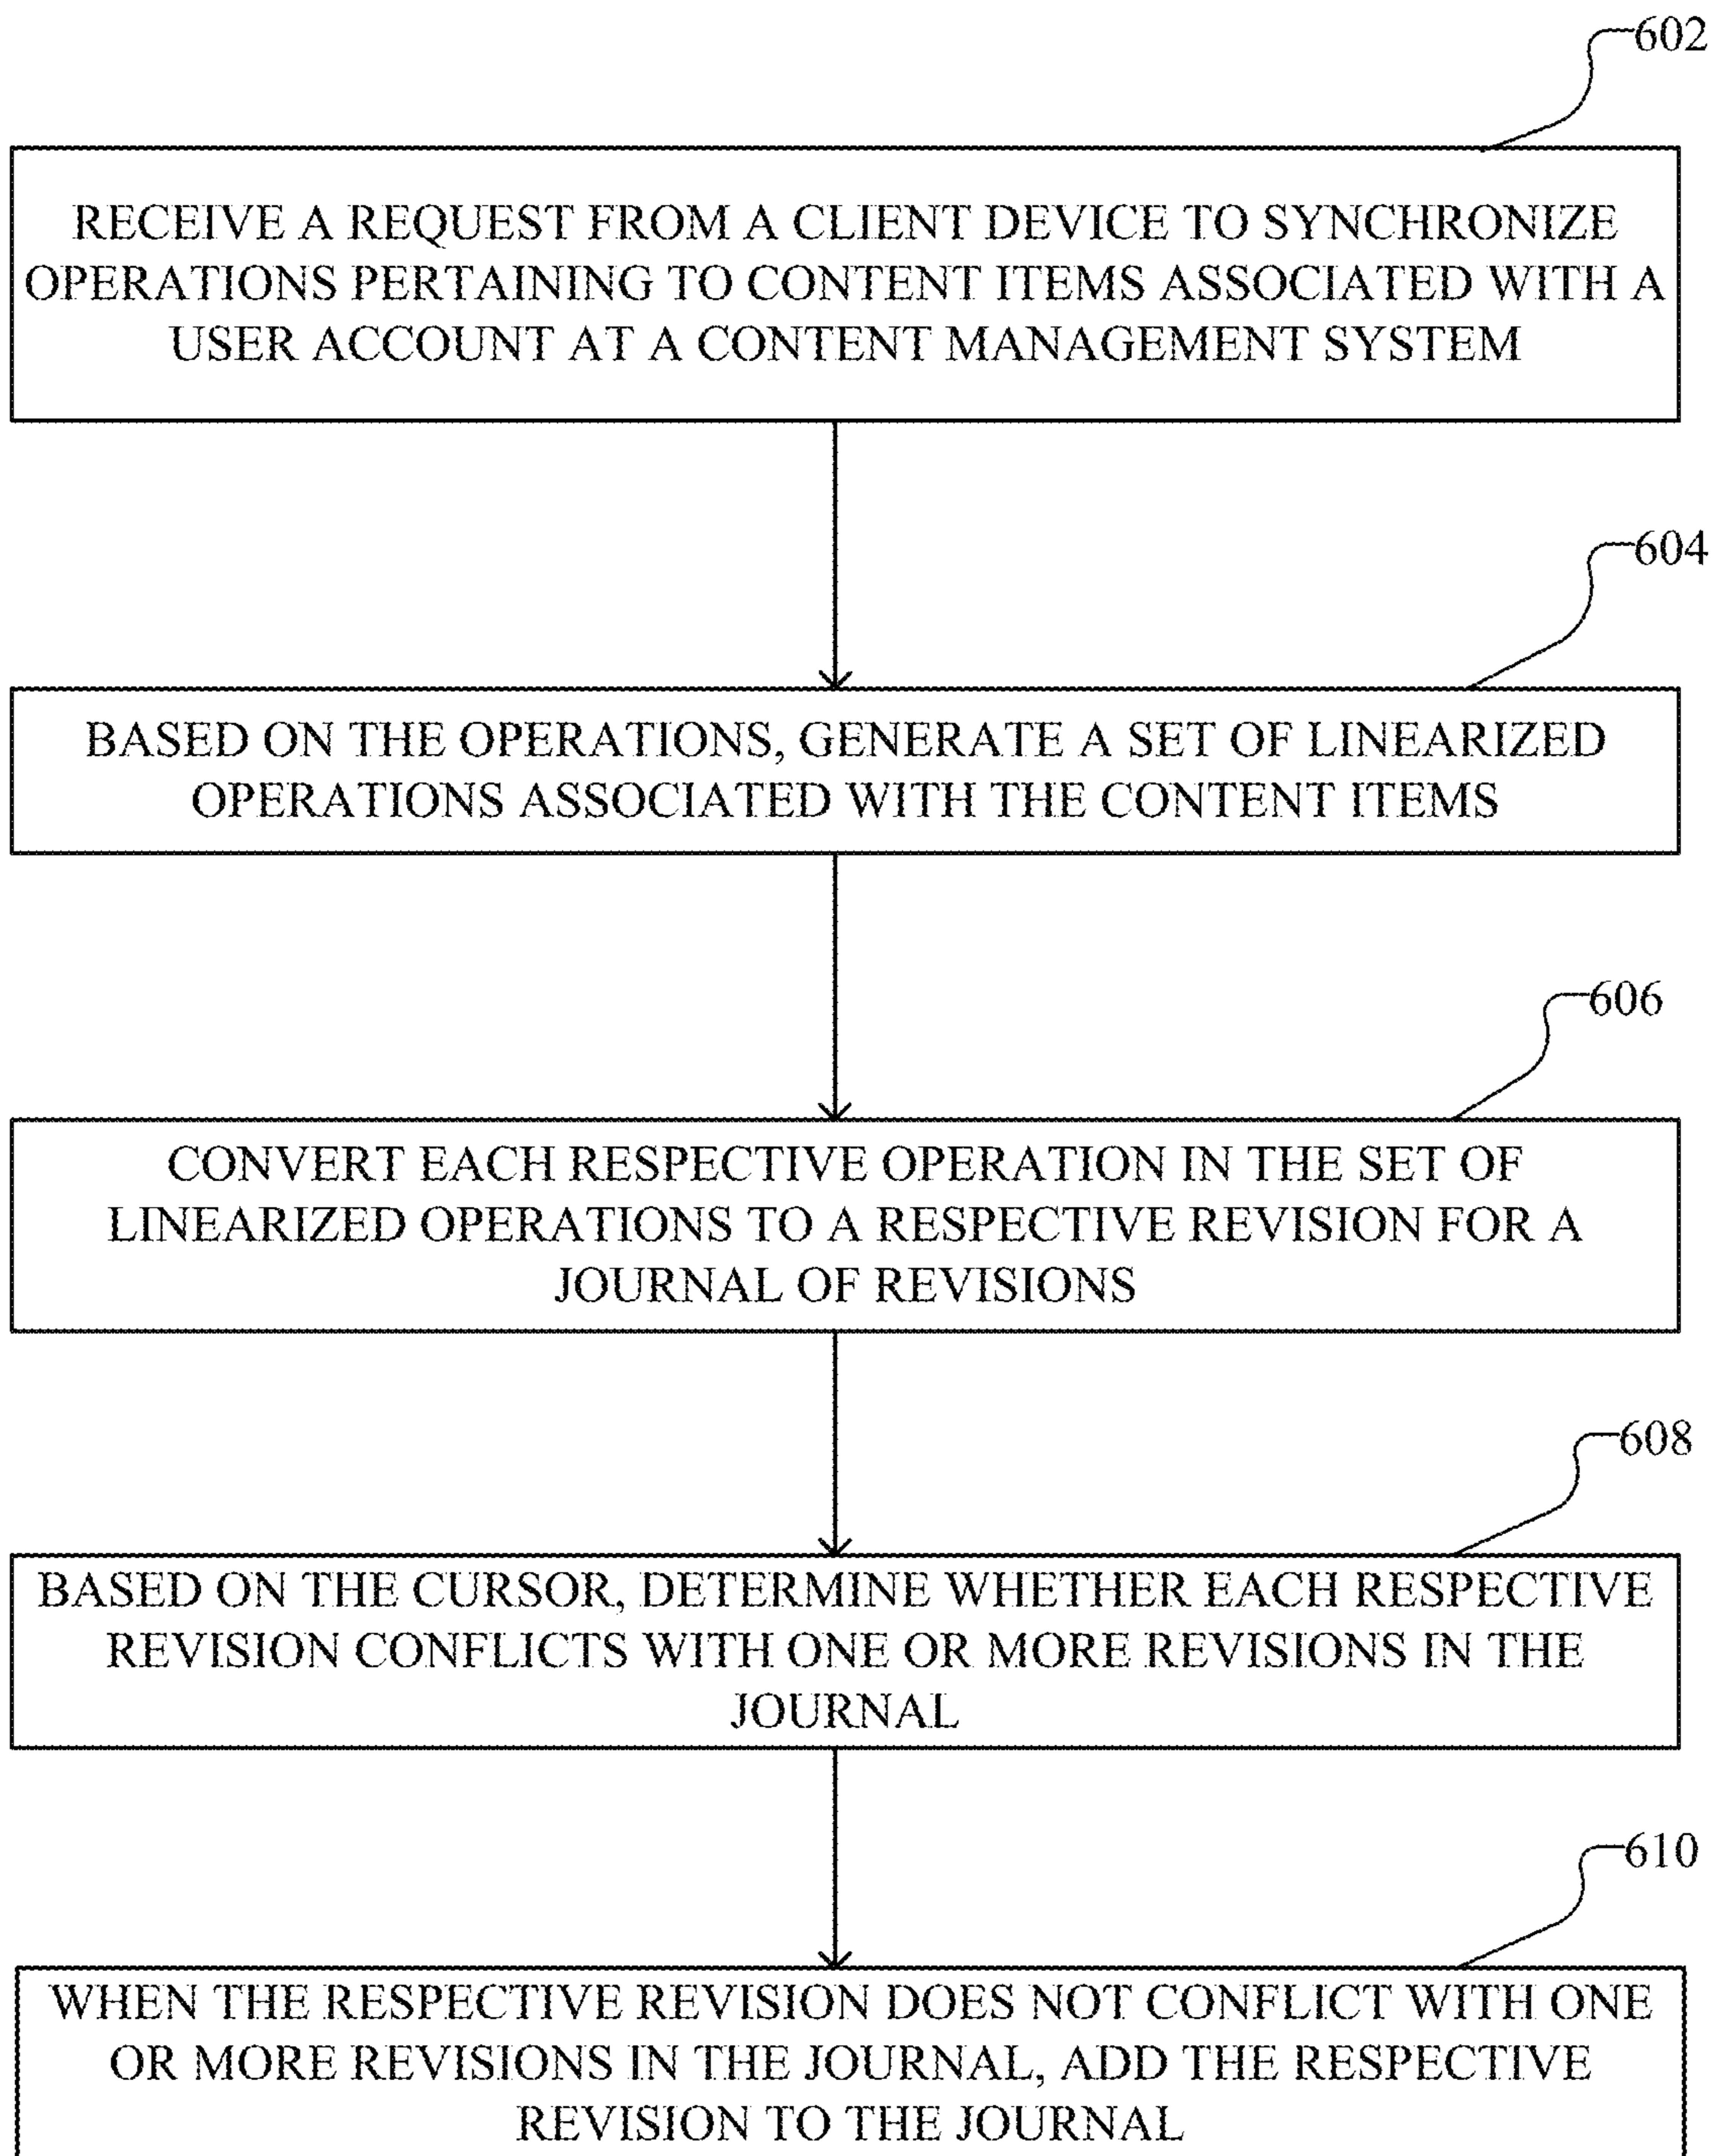 602
RECEIVE A REQUEST FROM A CLIENT DEVICE TO SYNCHRONIZE
OPERATIONS PERTAINING TO CONTENT ITEMS ASSOCIATED WITH A
USER ACCOUNT AT A CONTENT MANAGEMENT SYSTEM
604
BASED ON THE OPERATIONS, GENERATE A SET OF LINEARIZED
OPERATIONS ASSOCIATED WITH THE CONTENT ITEMS
606
CONVERT EACH RESPECTIVE OPERATION IN THE SET OF
LINEARIZED OPERATIONS TO A RESPECTIVE REVISION FOR A
JOURNAL OF REVISIONS
608
BASED ON THE CURSOR, DETERMINE WHETHER EACH RESPECTIVE
REVISION CONFLICTS WITH ONE OR MORE REVISIONS IN THE
JOURNAL
610
WHEN THE RESPECTIVE REVISION DOES NOT CONFLICT WITH ONE
OR MORE REVISIONS IN THE JOURNAL, ADD THE RESPECTIVE
REVISION TO THE JOURNAL